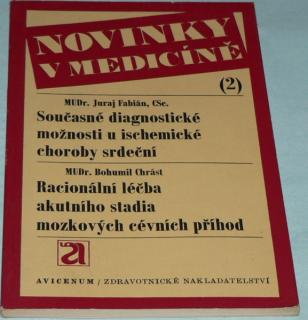 NOVINKY
V MEDICÍNĚ
(2)
MUDr. Juraj Fabián, CSc.
Současné diagnostické
možnosti u ischemické
choroby srdeční
MUDr. Bohumil Chrást
Racionální léčba
akutního stadia
mozkových cévních příhod
a
AVICENUM / ZDRAVOTNICKÉ NAKLADATELSTVÍ